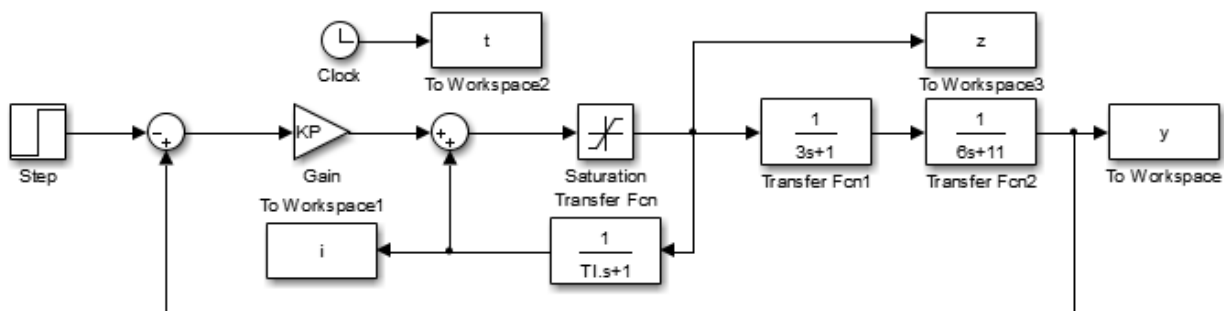 t
z
Clock
To Workspace2
To Workspace3
- +
KP
+ +
1
3s+1
1
6s+11
y
Step
Gain
Saturation
Transfer Fcn1
Transfer Fcn2
To Workspace
To Workspace1
Transfer Fcn
i
1
TI.s+1